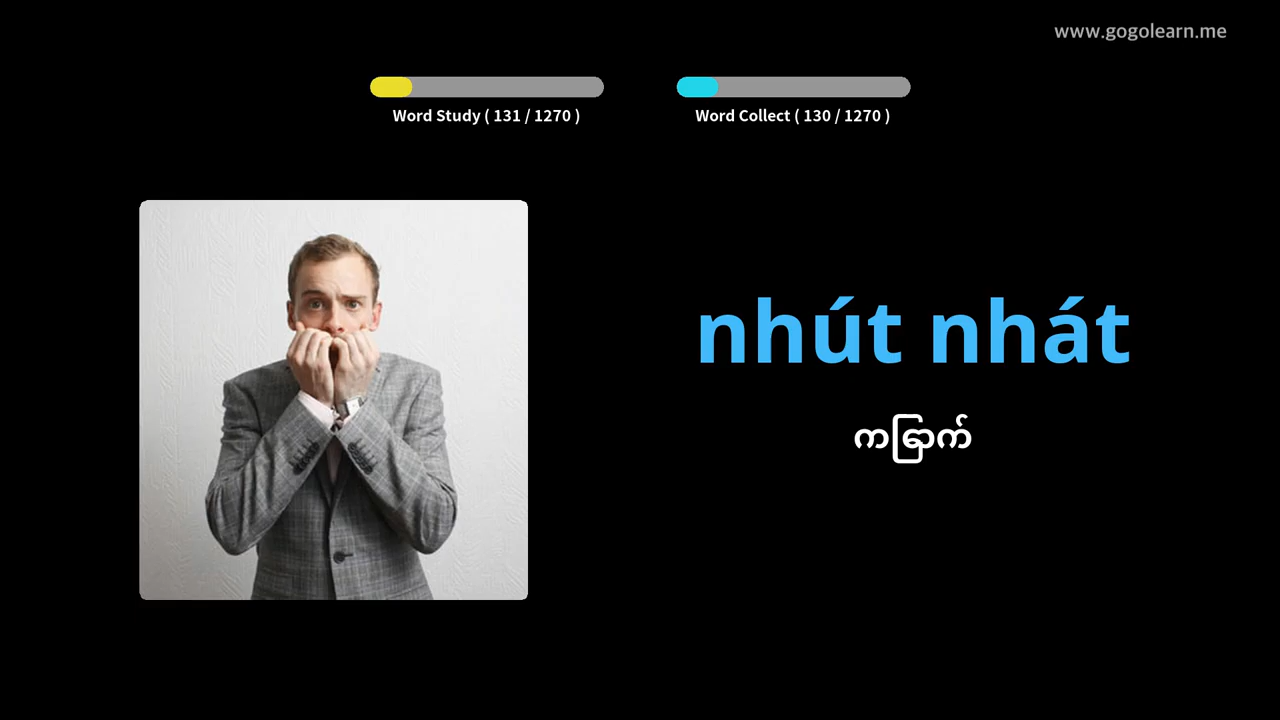 www.gogolearn.me
Word Study ( 131 / 1270 )
Word Collect ( 130 / 1270 )
nhút nhát
ကြောက်